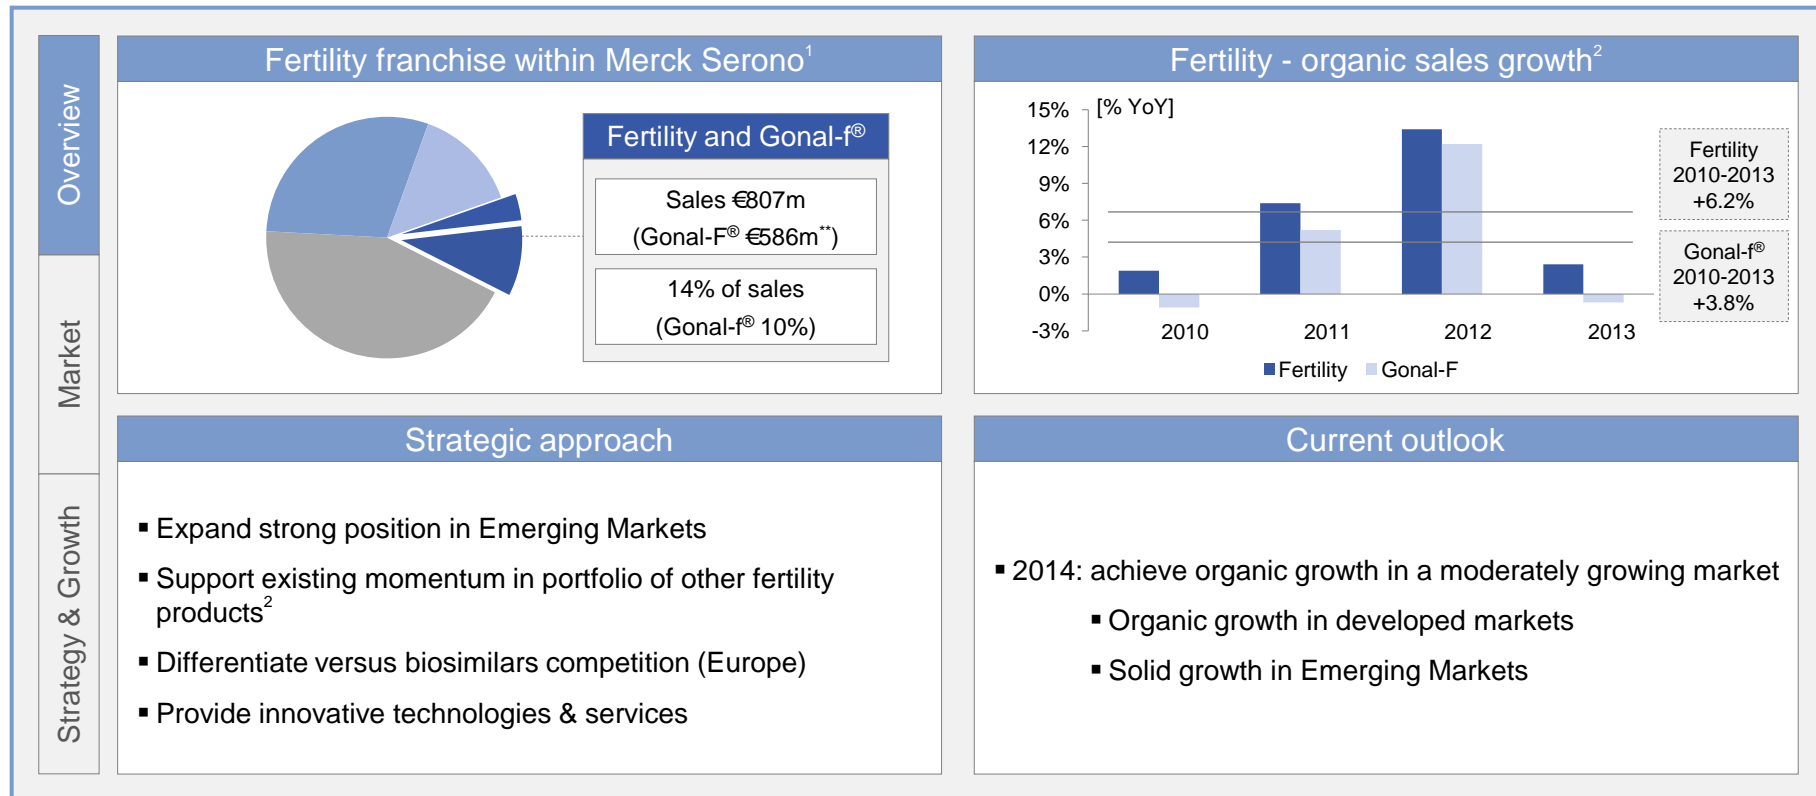 Overview
Market
Strategy & Growth
Fertility franchise within Merck Serono¹
Fertility and Gonal-f®
Sales €807m
(Gonal-F® €586m**)
14% of sales
(Gonal-f® 10%)
Fertility - organic sales growth²
[% YoY]
15%
12%
9%
6%
3%
0%
-3%
2010 2011 2012 2013
Fertility Gonal-F
Fertility
2010-2013
+6.2%
Gonal-f®
2010-2013
+3.8%
Strategic approach
▪ Expand strong position in Emerging Markets
▪ Support existing momentum in portfolio of other fertility
products²
▪ Differentiate versus biosimilars competition (Europe)
▪ Provide innovative technologies & services
Current outlook
▪ 2014: achieve organic growth in a moderately growing market
▪ Organic growth in developed markets
▪ Solid growth in Emerging Markets